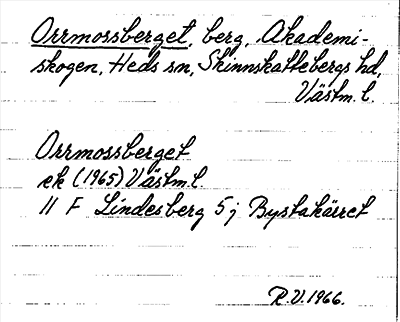 Orrmossberget, berg, Akademi-
skogen, Heds sn, Skinnskattebergs hd,
Västm. l.
Orrmossberget
ek (1965) Västm. l.
11 F Lindesberg 5 j Bystakärret
R.V. 1966.